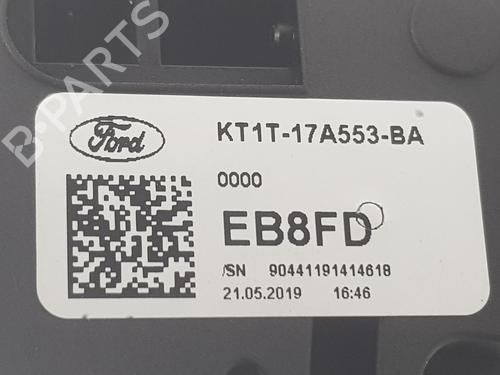 B-PARTS
Ford
KT1T-17A553-BA
0000
EB8FD
/SN 90441191414618
21.05.2019 16:46